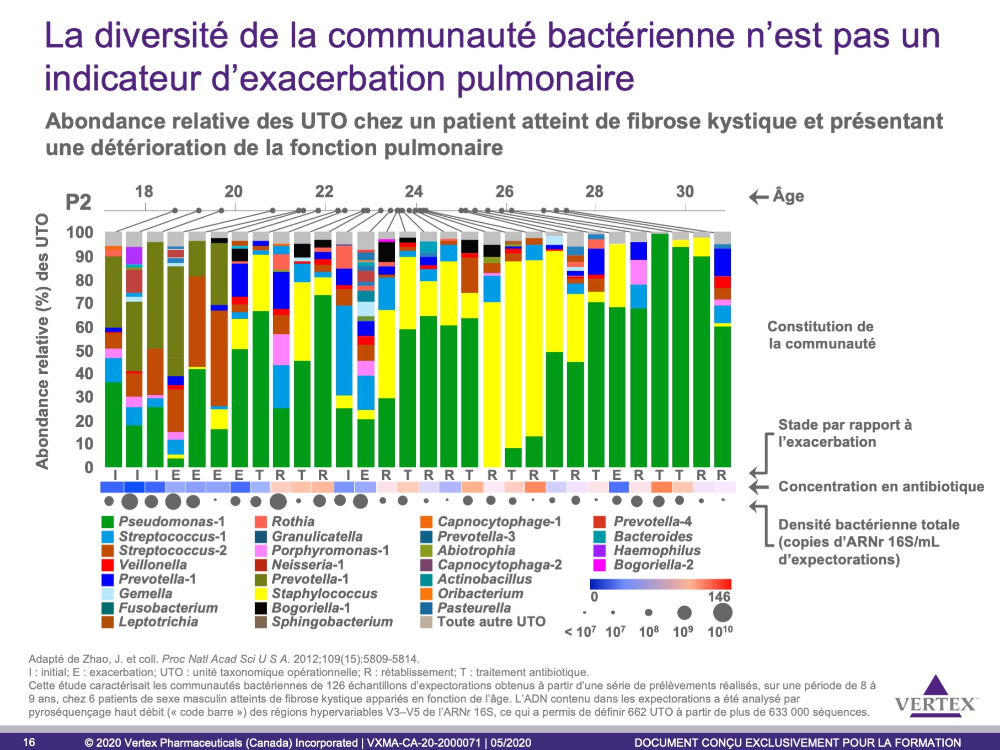 La diversité de la communauté bactérienne n’est pas un
indicateur d’exacerbation pulmonaire
Abondance relative des UTO chez un patient atteint de fibrose kystique et présentant
une détérioration de la fonction pulmonaire
P2
18 20 22 24 26 28 30
Âge
Abondance relative (%) des UTO
100
90
80
70
60
50
40
30
20
10
0
Constitution de
la communauté
Stade par rapport à
l’exacerbation
I I I E E E E T R T R I E R T R R T R T R T R T E R T T R R
Concentration en antibiotique
Densité bactérienne totale
(copies d’ARNr 16S/mL
d’expectorations)
Pseudomonas-1
Streptococcus-1
Streptococcus-2
Veillonella
Prevotella-1
Gemella
Fusobacterium
Leptotrichia
Rothia
Granulicatella
Porphyromonas-1
Neisseria-1
Prevotella-1
Staphylococcus
Bogoriella-1
Sphingobacterium
Capnocytophage-1
Prevotella-3
Abiotrophia
Capnocytophaga-2
Actinobacillus
Oribacterium
Pasteurella
Toute autre UTO
Prevotella-4
Bacteroides
Haemophilus
Bogoriella-2
0 146
< 10⁷ 10⁷ 10⁸ 10⁹ 10¹⁰
Adapté de Zhao, J. et coll. Proc Natl Acad Sci U S A. 2012;109(15):5809-5814.
I : initial; E : exacerbation; UTO : unité taxonomique opérationnelle; R : rétablissement; T : traitement antibiotique.
Cette étude caractérisait les communautés bactériennes de 126 échantillons d’expectorations obtenus à partir d’une série de prélèvements réalisés, sur une période de 8 à
9 ans, chez 6 patients de sexe masculin atteints de fibrose kystique appariés en fonction de l’âge. L’ADN contenu dans les expectorations a été analysé par
pyroséquençage haut débit (« code barre ») des régions hypervariables V3–V5 de l’ARNr 16S, ce qui a permis de définir 662 UTO à partir de plus de 633 000 séquences.
VERTEX™
16 © 2020 Vertex Pharmaceuticals (Canada) Incorporated | VXMA-CA-20-2000071 | 05/2020 DOCUMENT CONÇU EXCLUSIVEMENT POUR LA FORMATION